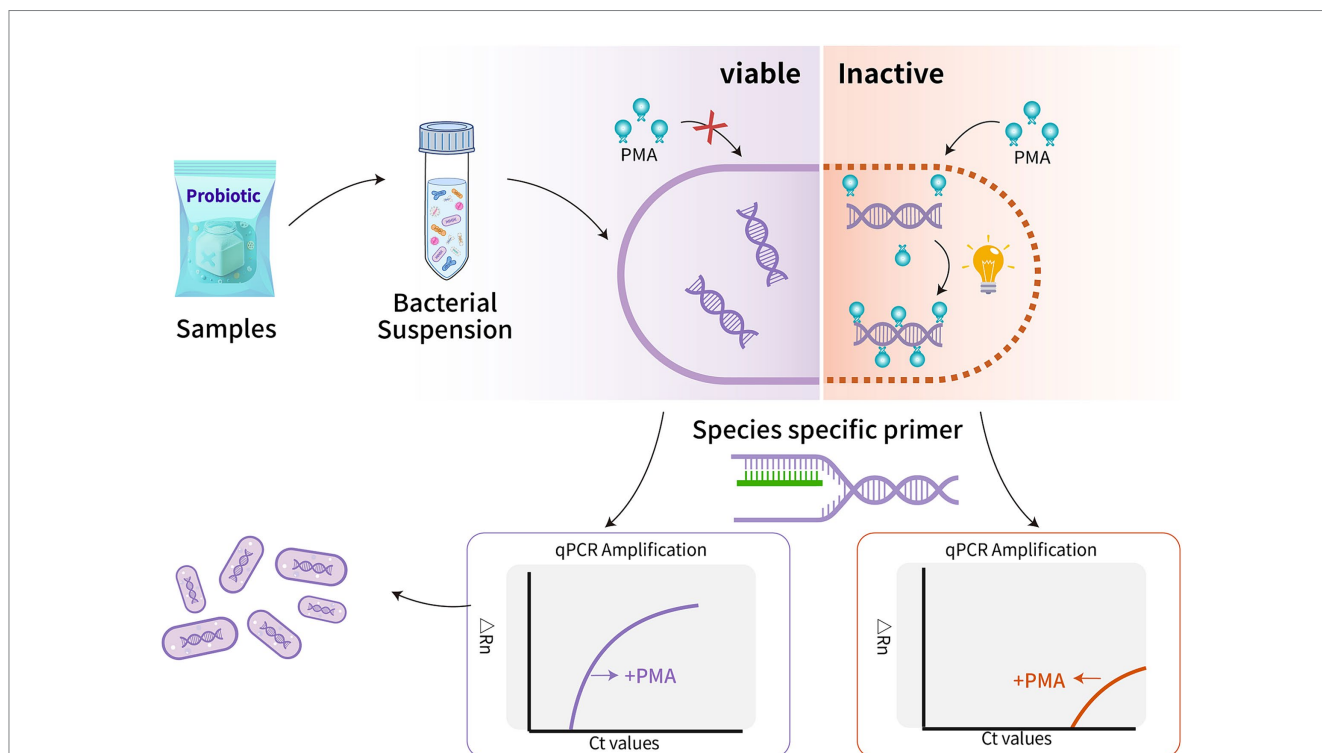 viable
Inactive
PMA
PMA
Probiotic
Samples
Bacterial
Suspension
Species specific primer
qPCR Amplification
△Rn
+PMA
Ct values
qPCR Amplification
△Rn
+PMA
Ct values